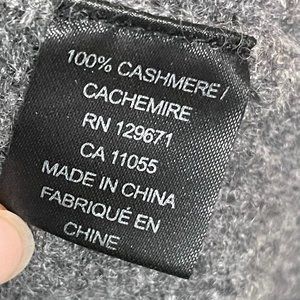 100% CASHMERE/
CACHEMIRE
RN 129671
CA 11055
MADE IN CHINA
FABRIQUÉ EN
CHINE